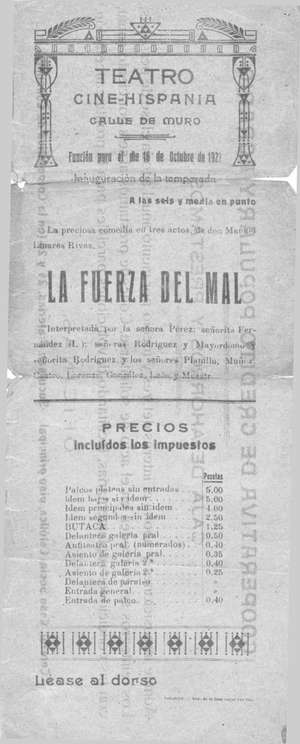 TEATRO
CINE-HISPANIA
CALLE DE MURO
Función para el día 16 de Octubre de 1921
Inauguración de la temporada
A las seis y media en punto
La preciosa comedia en tres actos, de don Manuel
Linares Rivas,
LA FUERZA DEL MAL
Interpretada por la señora Pérez; señorita Fer-
nández (L.); señoras Rodríguez y Mayordomo y
señorita Rodríguez y los señores Planillo, Muñoz
Castro, Lorenzo, González, León, y Maestr
PRECIOS
incluídos los impuestos
Pesetas
Palcos plateas sin entradas 5,00
Idem bajos sin idem 5,00
Idem principales sin idem 4,00
Idem segundos sin idem 2,50
BUTACA 1,25
Delantera galería pral 0,50
Anfiteatro pral. (numerados) 0,40
Asiento de galería pral. 0,35
Delantera galería 2.ª 0,40
Asiento de galería 2.ª 0,25
Delantera de paraíso »
Entrada general »
Entrada de palco 0,40
Léase al dorso